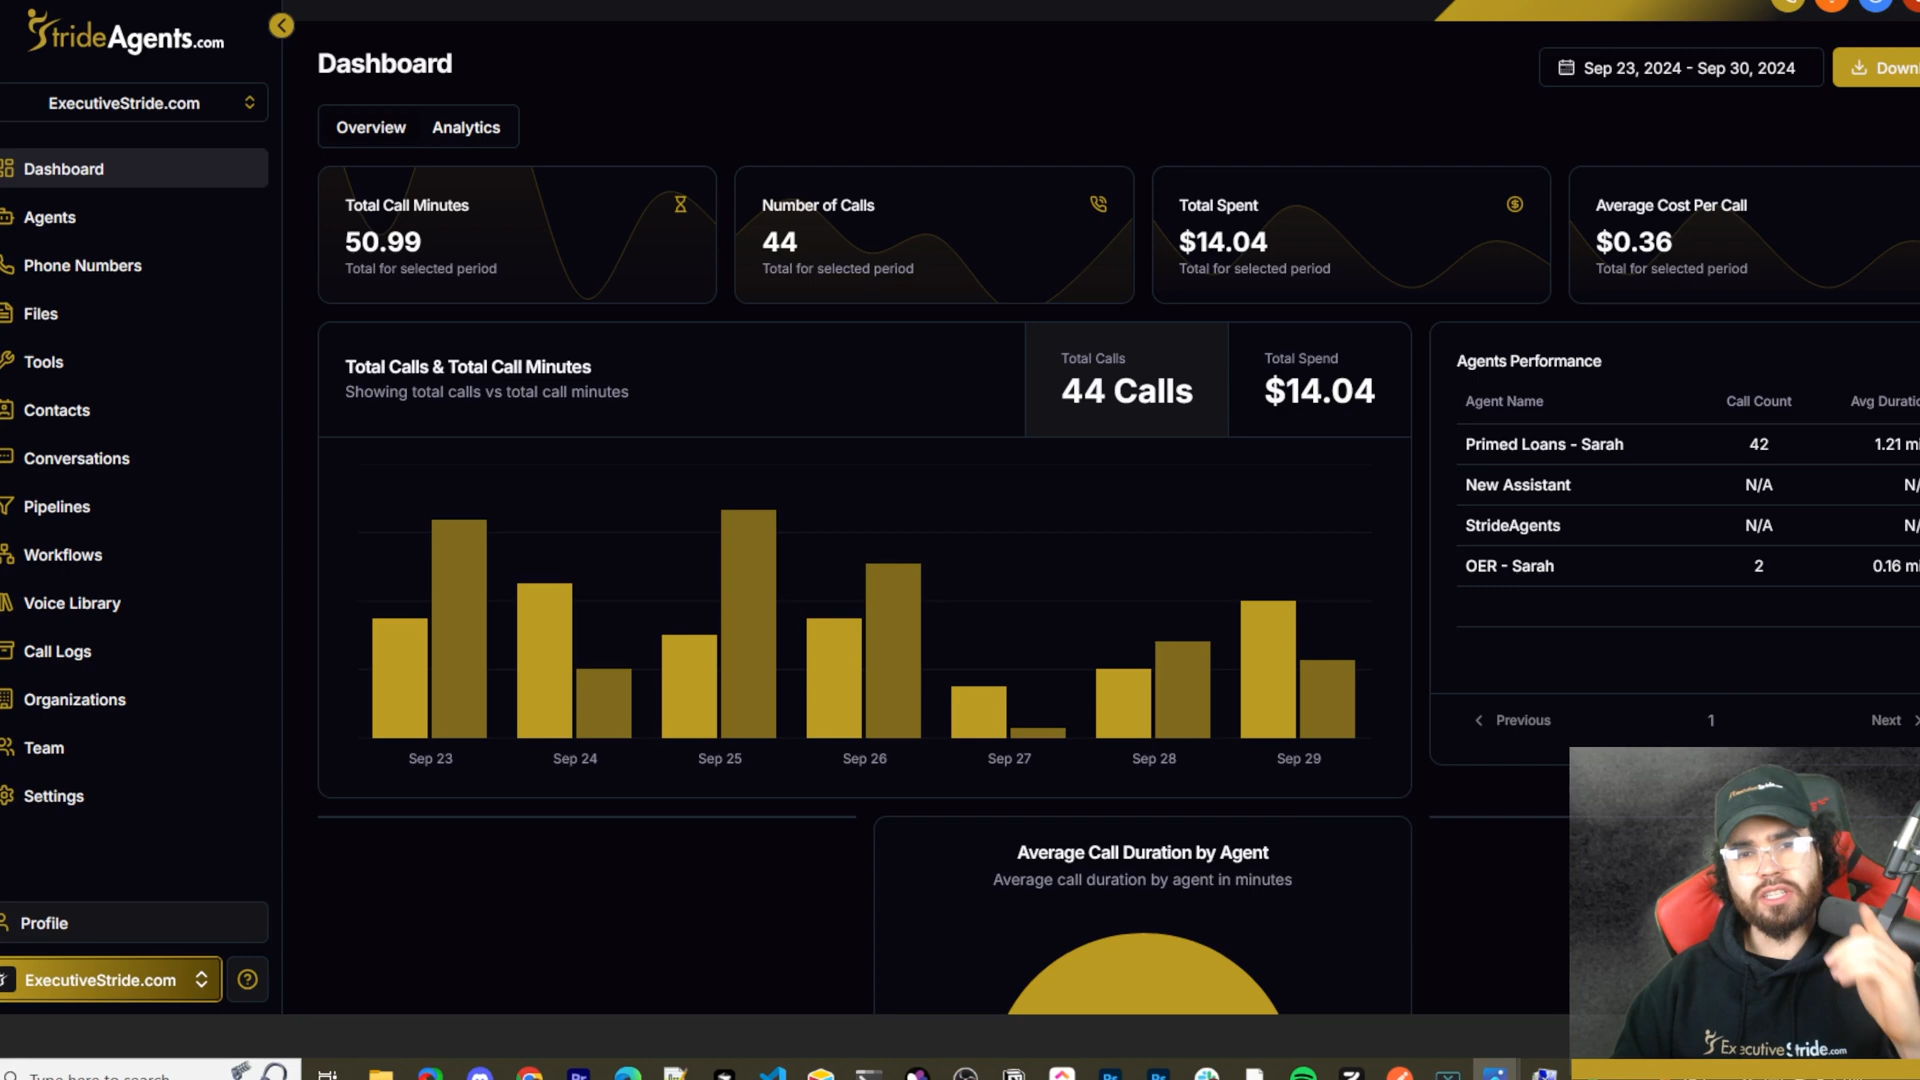 StrideAgents.com
ExecutiveStride.com
Dashboard
Agents
Phone Numbers
Files
Tools
Contacts
Conversations
Pipelines
Workflows
Voice Library
Call Logs
Organizations
Team
Settings
Profile
ExecutiveStride.com
Dashboard
Sep 23, 2024 - Sep 30, 2024
Down
Overview
Analytics
Total Call Minutes
50.99
Total for selected period
Number of Calls
44
Total for selected period
Total Spent
$14.04
Total for selected period
Average Cost Per Call
$0.36
Total for selected period
Total Calls & Total Call Minutes
Showing total calls vs total call minutes
Total Calls
44 Calls
Total Spend
$14.04
Sep 23
Sep 24
Sep 25
Sep 26
Sep 27
Sep 28
Sep 29
Agents Performance
Agent Name Call Count Avg Duratio
Primed Loans - Sarah 42 1.21 mi
New Assistant N/A N/
StrideAgents N/A N/
OER - Sarah 2 0.16 mi
Previous 1 Next
Average Call Duration by Agent
Average call duration by agent in minutes
ExecutiveStride.com
Type here to search